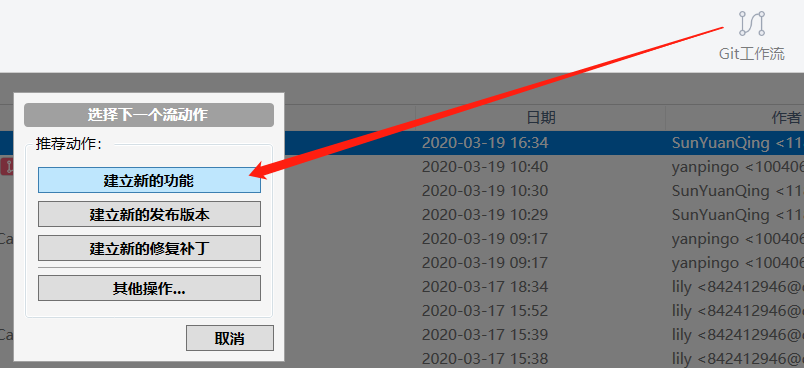 Git工作流
选择下一个流动作
推荐动作:
建立新的功能
建立新的发布版本
建立新的修复补丁
其他操作...
取消
日期 作者
2020-03-19 16:34 SunYuanQing <11
2020-03-19 10:40 yanpingo <100406
2020-03-19 10:30 SunYuanQing <11
2020-03-19 10:29 SunYuanQing <11
Ca 2020-03-19 09:17 yanpingo <100406
2020-03-19 09:17 yanpingo <100406
2020-03-17 18:34 lily <842412946@
2020-03-17 15:52 lily <842412946@
Ca 2020-03-17 15:39 lily <842412946@
2020-03-17 15:38 lily <842412946@